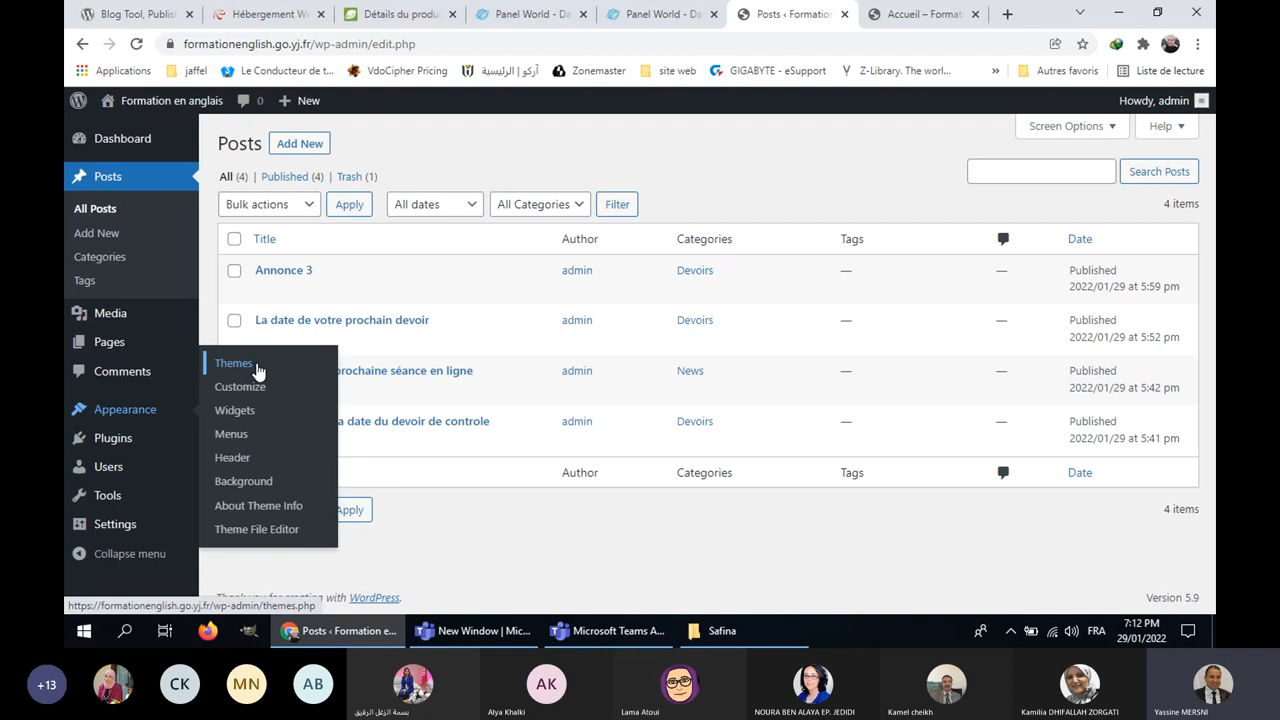 Blog Tool, Publis
Hébergement W
Détails du produ
Panel World - Da
Panel World - Da
Posts ‹ Formation
Accueil – Format
formationenglish.go.yj.fr/wp-admin/edit.php
Applications
jaffel
Le Conducteur de t...
VdoCipher Pricing
آركو | الرئيسية
Zonemaster
site web
GIGABYTE - eSupport
Z-Library. The worl...
»
Autres favoris
Liste de lecture
Formation en anglais
0
New
Howdy, admin
Dashboard
Posts
All Posts
Add New
Categories
Tags
Media
Pages
Comments
Appearance
Plugins
Users
Tools
Settings
Collapse menu
Themes
Customize
Widgets
Menus
Header
Background
About Theme Info
Theme File Editor
Posts
Add New
Screen Options
Help
All (4) | Published (4) | Trash (1)
Search Posts
Bulk actions
Apply
All dates
All Categories
Filter
4 items
Title
Author
Categories
Tags
Date
Annonce 3
admin
Devoirs
—
—
Published
2022/01/29 at 5:59 pm
La date de votre prochain devoir
admin
Devoirs
—
—
Published
2022/01/29 at 5:52 pm
prochaine séance en ligne
admin
News
—
—
Published
2022/01/29 at 5:42 pm
a date du devoir de controle
admin
Devoirs
—
—
Published
2022/01/29 at 5:41 pm
Author
Categories
Tags
Date
Apply
4 items
Thank you for creating with WordPress.
Version 5.9
https://formationenglish.go.yj.fr/wp-admin/themes.php
Posts ‹ Formation e...
New Window | Mic...
Microsoft Teams A...
Safina
FRA
7:12 PM
29/01/2022
+13
CK
MN
AB
بسمة الزغل الرفيق
AK
Alya Khalki
Lama Atoui
NOURA BEN ALAYA EP. JEDIDI
Kamel cheikh
Kamilia DHIFALLAH ZORGATI
Yassine MERSNI